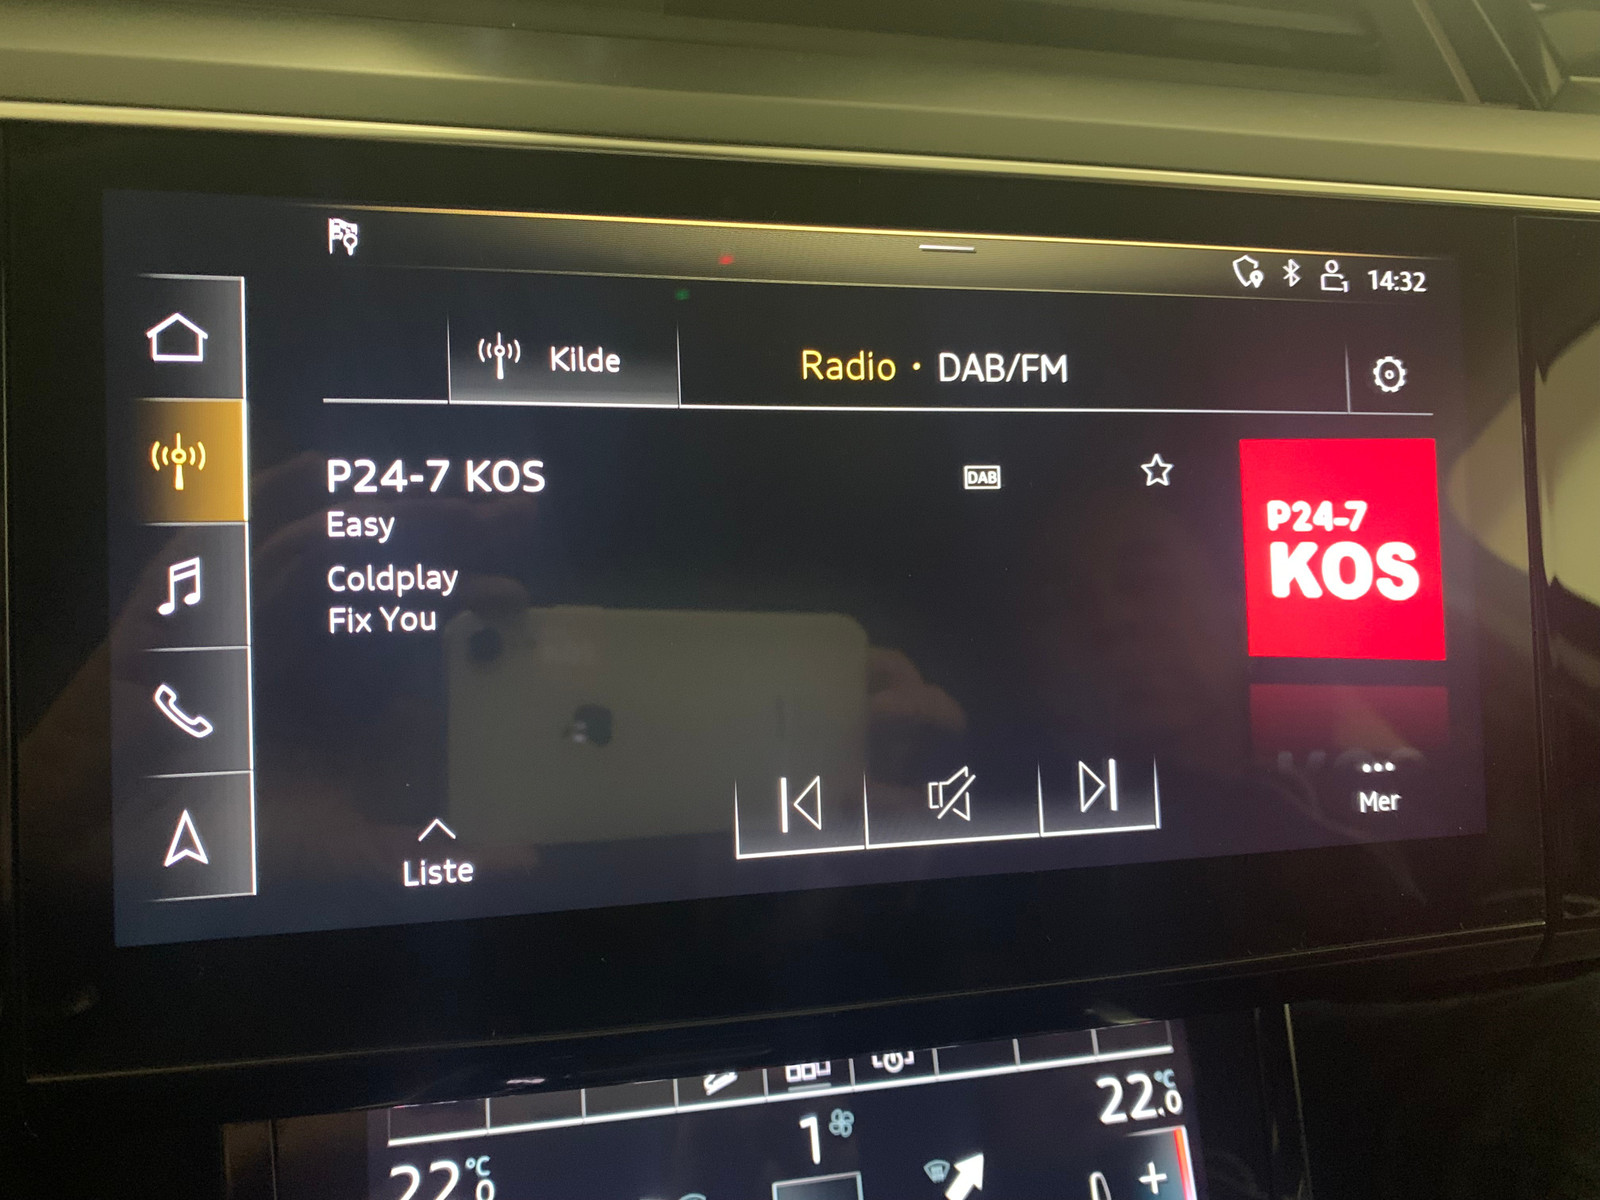 14:32
Kilde
Radio • DAB/FM
P24-7 KOS
DAB
Easy
Coldplay
Fix You
P24-7
KOS
Liste
Mer
22.0 °C
1
22.0 °C